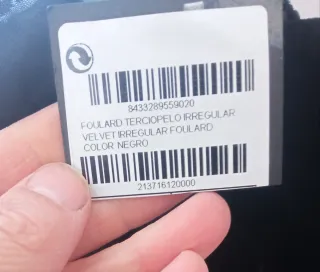 8433289559020
FOULARD TERCIOPELO IRREGULAR
VELVET IRREGULAR FOULARD
COLOR NEGRO
213716120000